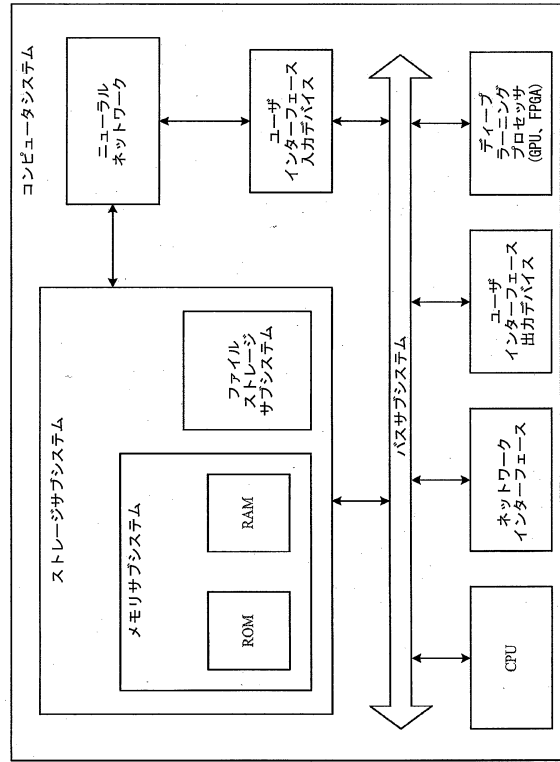 コンピュータシステム
ストレージサブシステム
メモリサブシステム
ROM
RAM
ファイル
ストレージ
サブシステム
ニューラル
ネットワーク
ユーザ
インターフェース
入力デバイス
バスサブシステム
CPU
ネットワーク
インターフェース
ユーザ
インターフェース
出力デバイス
ディープ
ラーニング
プロセッサ
(GPU、FPGA)